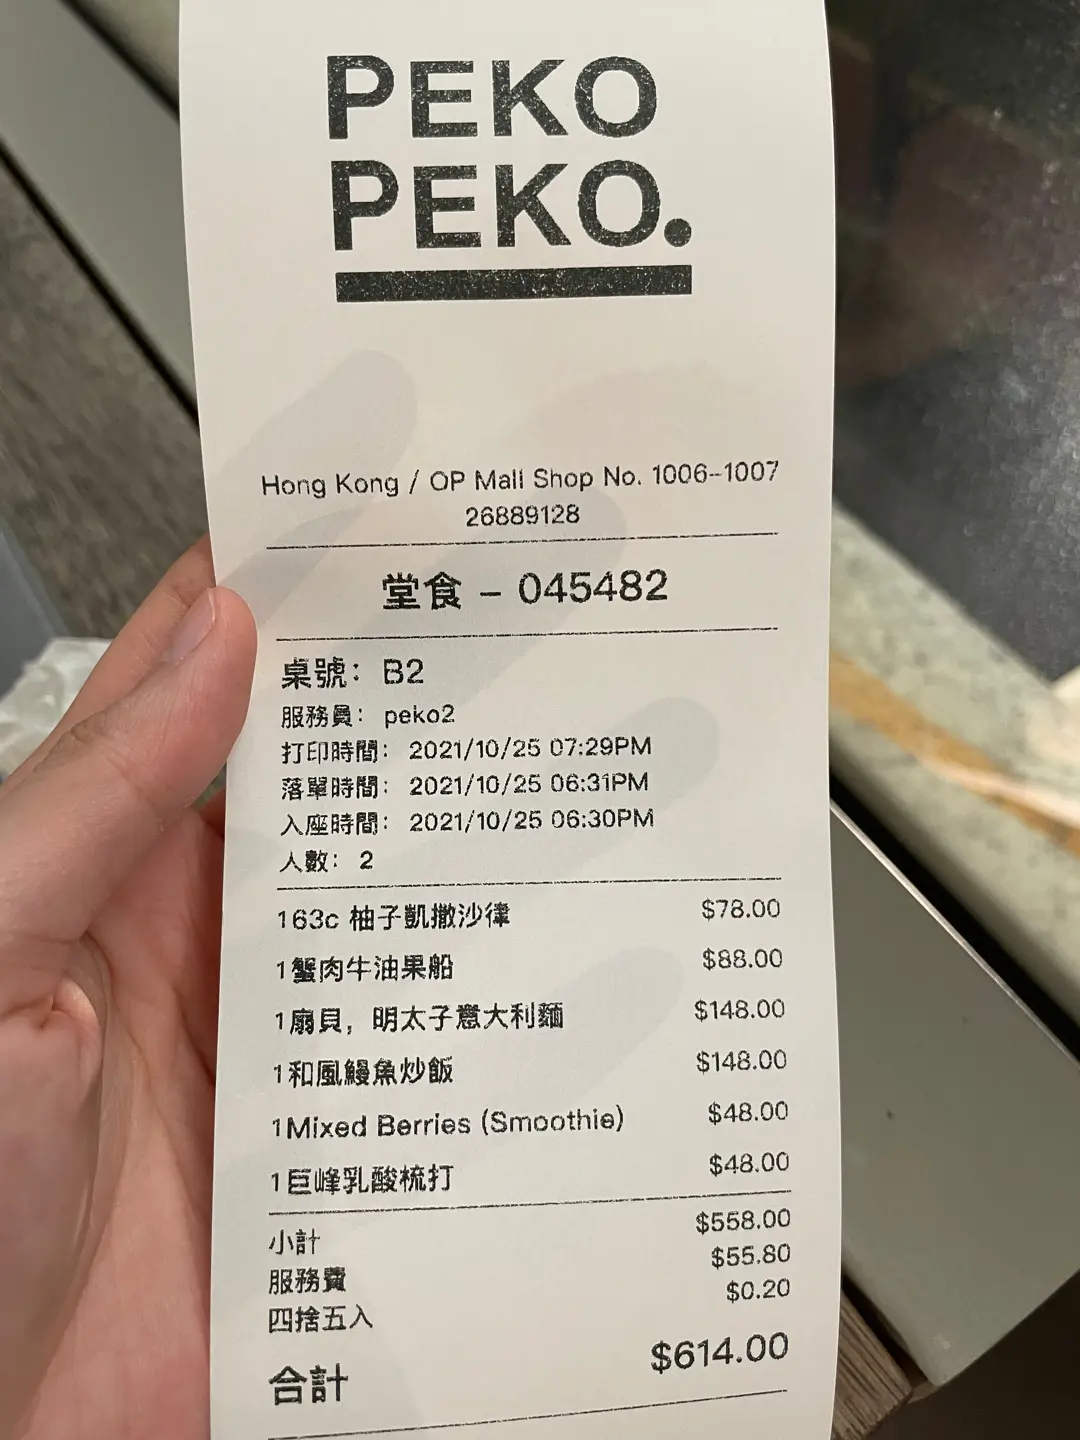 PEKO
PEKO.
Hong Kong / OP Mall Shop No. 1006-1007
26889128
堂食 - 045482
桌號： B2
服務員： peko2
打印時間： 2021/10/25 07:29PM
落單時間： 2021/10/25 06:31PM
入座時間： 2021/10/25 06:30PM
人數： 2
163c 柚子凱撒沙律 $78.00
1蟹肉牛油果船 $88.00
1扇貝，明太子意大利麵 $148.00
1和風鰻魚炒飯 $148.00
1Mixed Berries (Smoothie) $48.00
1巨峰乳酸梳打 $48.00
小計 $558.00
服務費 $55.80
四捨五入 $0.20
合計 $614.00